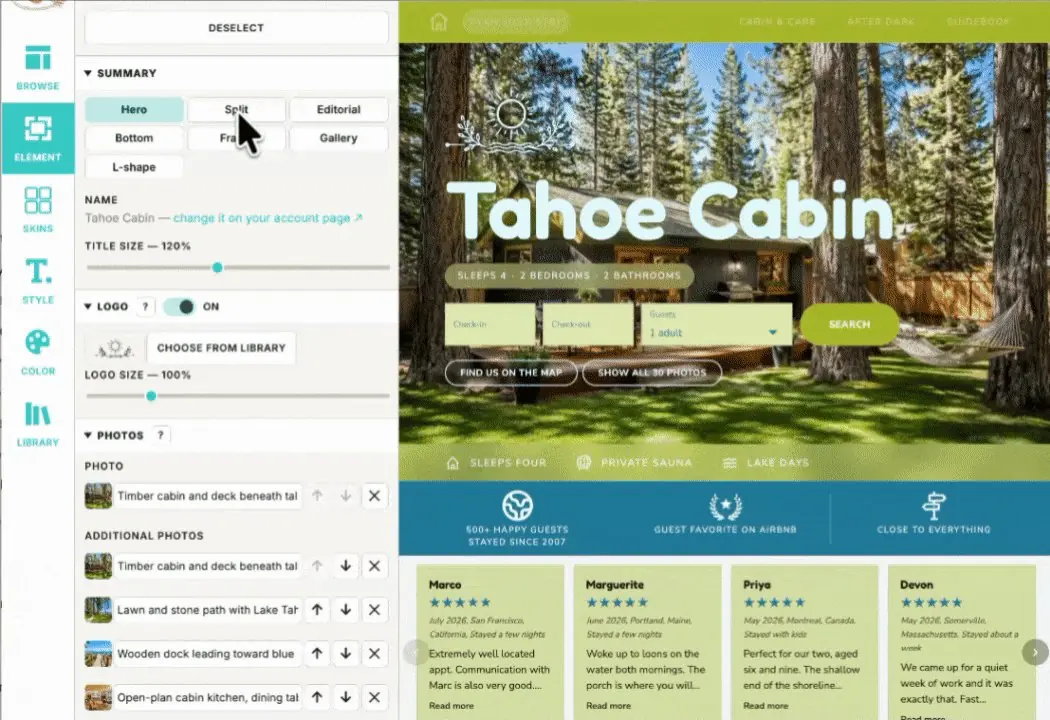 DESELECT
BROWSE
ELEMENT
SKINS
STYLE
COLOR
LIBRARY
SUMMARY
Hero
Split
Editorial
Bottom
Gallery
L-shape
NAME
Tahoe Cabin — change it on your account page ↗
TITLE SIZE — 120%
LOGO ? ON
CHOOSE FROM LIBRARY
LOGO SIZE — 100%
PHOTOS ?
PHOTO
Timber cabin and deck beneath tal
ADDITIONAL PHOTOS
Timber cabin and deck beneath tal
Lawn and stone path with Lake Tah
Wooden dock leading toward blue
Open-plan cabin kitchen, dining tal
CABIN & CARE AFTER DARK GUIDEBOOK
Tahoe Cabin
SLEEPS 4 · 2 BEDROOMS · 2 BATHROOMS
Check-in
Check-out
Guests
1 adult
SEARCH
FIND US ON THE MAP
SHOW ALL 30 PHOTOS
SLEEPS FOUR PRIVATE SAUNA LAKE DAYS
500+ HAPPY GUESTS
STAYED SINCE 2007
GUEST FAVORITE ON AIRBNB
CLOSE TO EVERYTHING
Marco
★★★★★
July 2026, San Francisco,
California, Stayed a few nights
Extremely well located
appt. Communication with
Marc is also very good....
Read more
Marguerite
★★★★★
June 2026, Portland, Maine,
Stayed a few nights
Woke up to loons on the
water both mornings. The
porch is where you will...
Read more
Priya
★★★★★
May 2026, Montreal, Canada,
Stayed with kids
Perfect for our two, aged
six and nine. The shallow
end of the shoreline...
Read more
Devon
★★★★★
May 2026, Somerville,
Massachusetts, Stayed about a
week
We came up for a quiet
week of work and it was
exactly that. Fast...
Read more